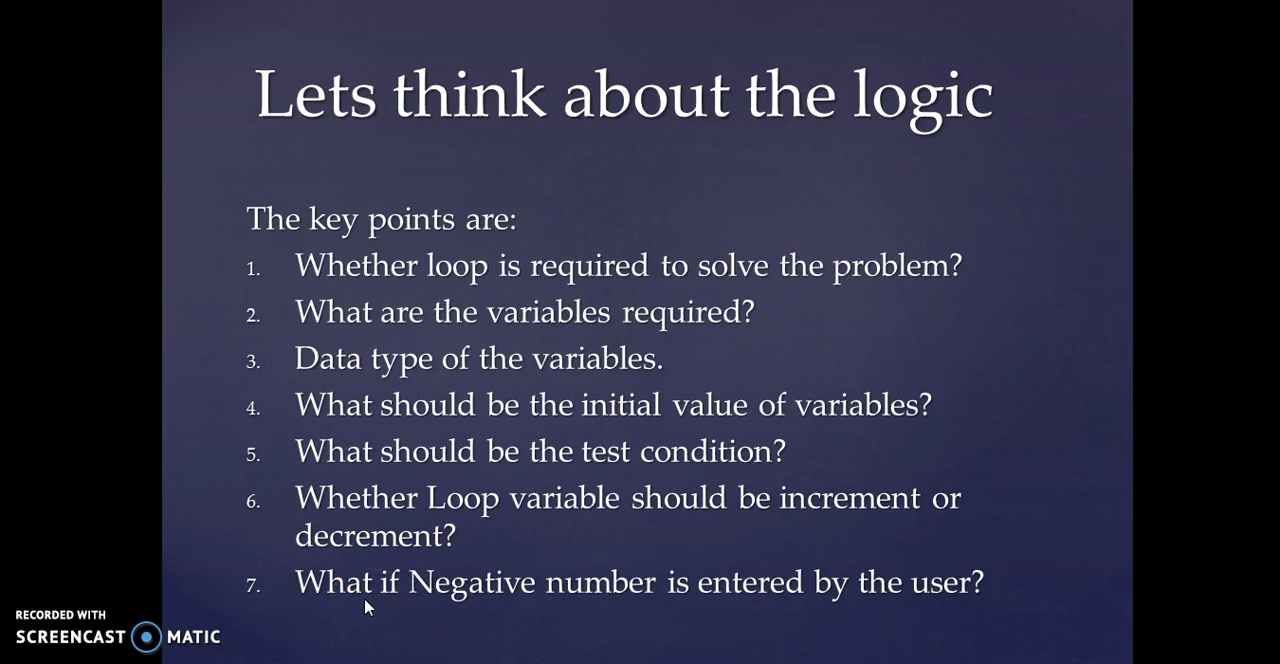 Lets think about the logic
The key points are:
1. Whether loop is required to solve the problem?
2. What are the variables required?
3. Data type of the variables.
4. What should be the initial value of variables?
5. What should be the test condition?
6. Whether Loop variable should be increment or
decrement?
7. What if Negative number is entered by the user?
RECORDED WITH
SCREENCAST MATIC